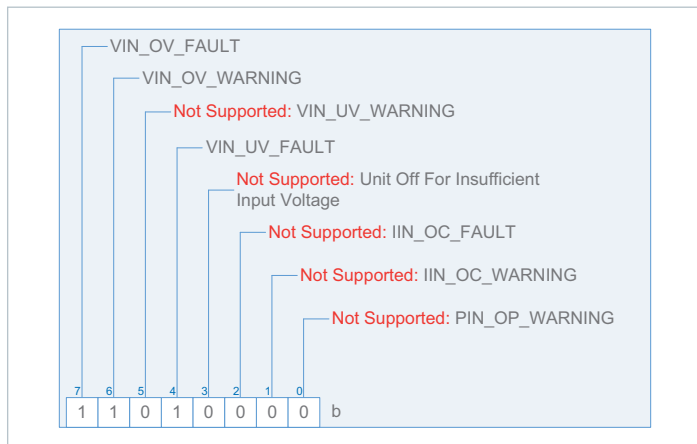 VIN_OV_FAULT
VIN_OV_WARNING
Not Supported: VIN_UV_WARNING
VIN_UV_FAULT
Not Supported: Unit Off For Insufficient
Input Voltage
Not Supported: IIN_OC_FAULT
Not Supported: IIN_OC_WARNING
Not Supported: PIN_OP_WARNING
7 6 5 4 3 2 1 0
1 1 0 1 0 0 0 0 b